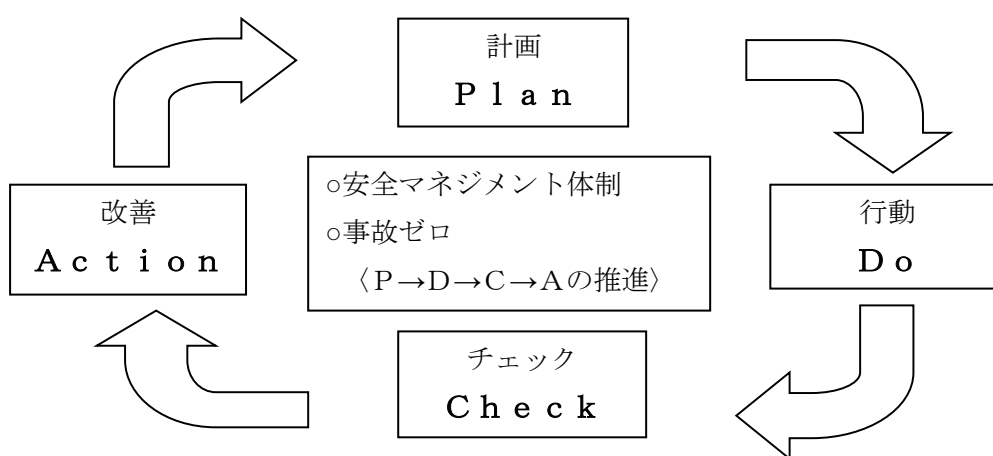 計画
Ｐｌａｎ
○安全マネジメント体制
○事故ゼロ
〈Ｐ→Ｄ→Ｃ→Ａの推進〉
行動
Ｄｏ
チェック
Ｃｈｅｃｋ
改善
Ａｃｔｉｏｎ